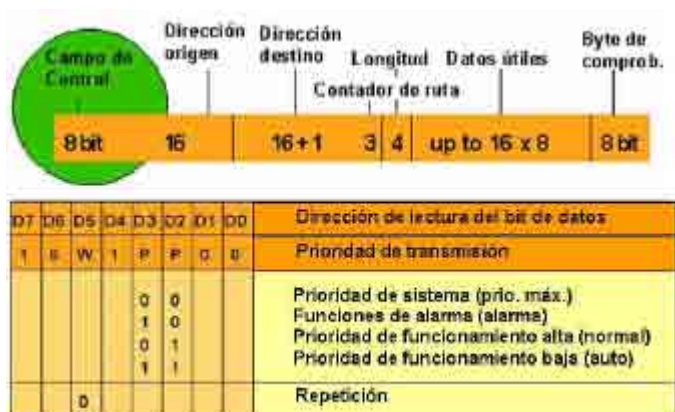 Campo de Control
Dirección origen
Dirección destino
Longitud
Datos útiles
Byte de comprob.
Contador de ruta
8 bit 16 16+1 3 4 up to 16 x 8 8 bit
D7 D6 D5 D4 D3 D2 D1 D0 Dirección de lectura del bit de datos
1 0 W 1 P P 0 0 Prioridad de transmisión
0 0 Prioridad de sistema (prio. máx.)
1 0 Funciones de alarma (alarma)
0 1 Prioridad de funcionamiento alta (normal)
1 1 Prioridad de funcionamiento baja (auto)
0 Repetición